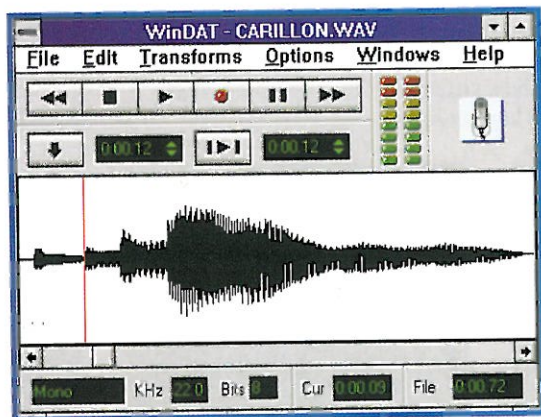 WinDAT - CARILLON.WAV
File Edit Transforms Options Windows Help
0:00.12 0:00.12
Mono KHz 22.0 Bits 8 Cur 0:00.09 File 0:00.72